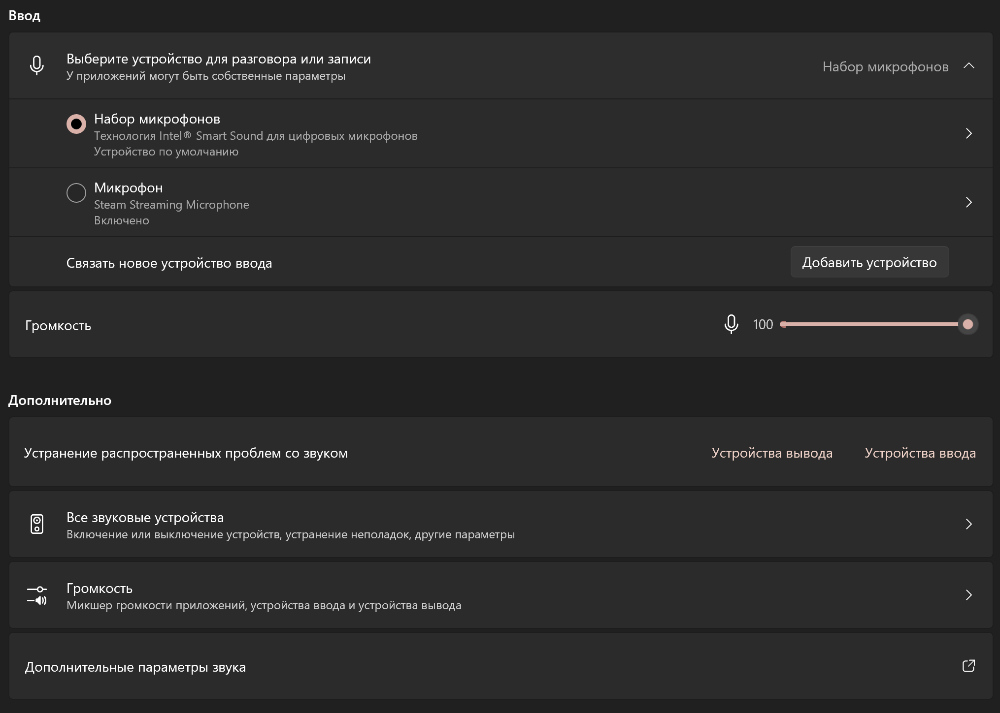 Ввод
Выберите устройство для разговора или записи
Набор микрофонов
У приложений могут быть собственные параметры
Набор микрофонов
Технология Intel® Smart Sound для цифровых микрофонов
Устройство по умолчанию
Микрофон
Steam Streaming Microphone
Включено
Связать новое устройство ввода
Добавить устройство
Громкость
100
Дополнительно
Устранение распространенных проблем со звуком
Устройства вывода
Устройства ввода
Все звуковые устройства
Включение или выключение устройств, устранение неполадок, другие параметры
Громкость
Микшер громкости приложений, устройства ввода и устройства вывода
Дополнительные параметры звука